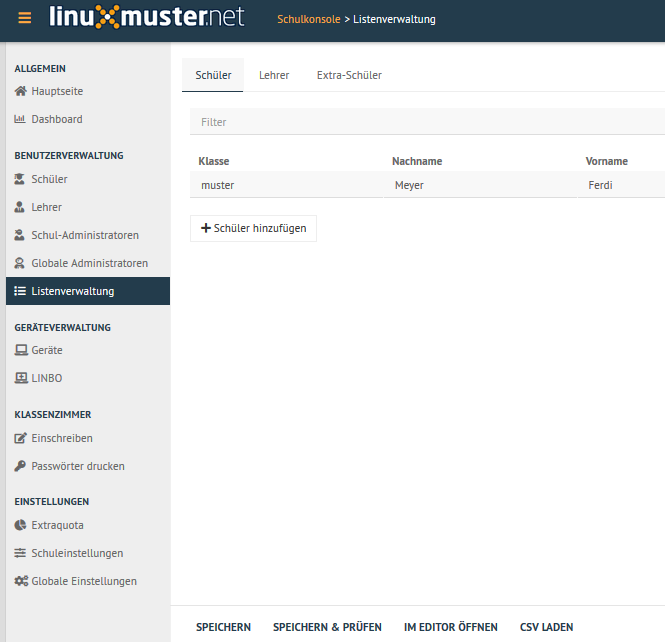 linuxmuster.net
Schulkonsole > Listenverwaltung
ALLGEMEIN
Hauptseite
Dashboard
BENUTZERVERWALTUNG
Schüler
Lehrer
Schul-Administratoren
Globale Administratoren
Listenverwaltung
GERÄTEVERWALTUNG
Geräte
LINBO
KLASSENZIMMER
Einschreiben
Passwörter drucken
EINSTELLUNGEN
Extraquota
Schuleinstellungen
Globale Einstellungen
Schüler Lehrer Extra-Schüler
Filter
Klasse Nachname Vorname
muster Meyer Ferdi
+ Schüler hinzufügen
SPEICHERN SPEICHERN & PRÜFEN IM EDITOR ÖFFNEN CSV LADEN